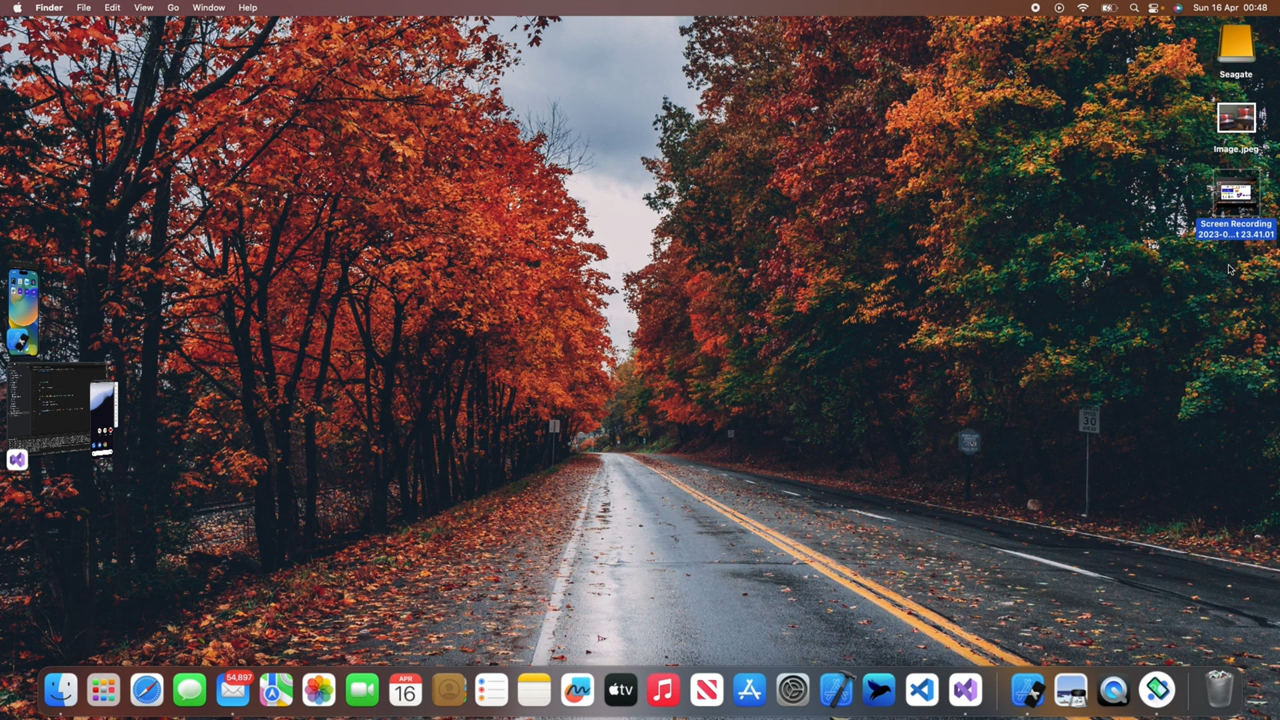 Finder File Edit View Go Window Help
Sun 16 Apr 00:48
Seagate
Image.jpeg
Screen Recording
2023-0...t 23.41.01
30
54,897
APR
16
tv